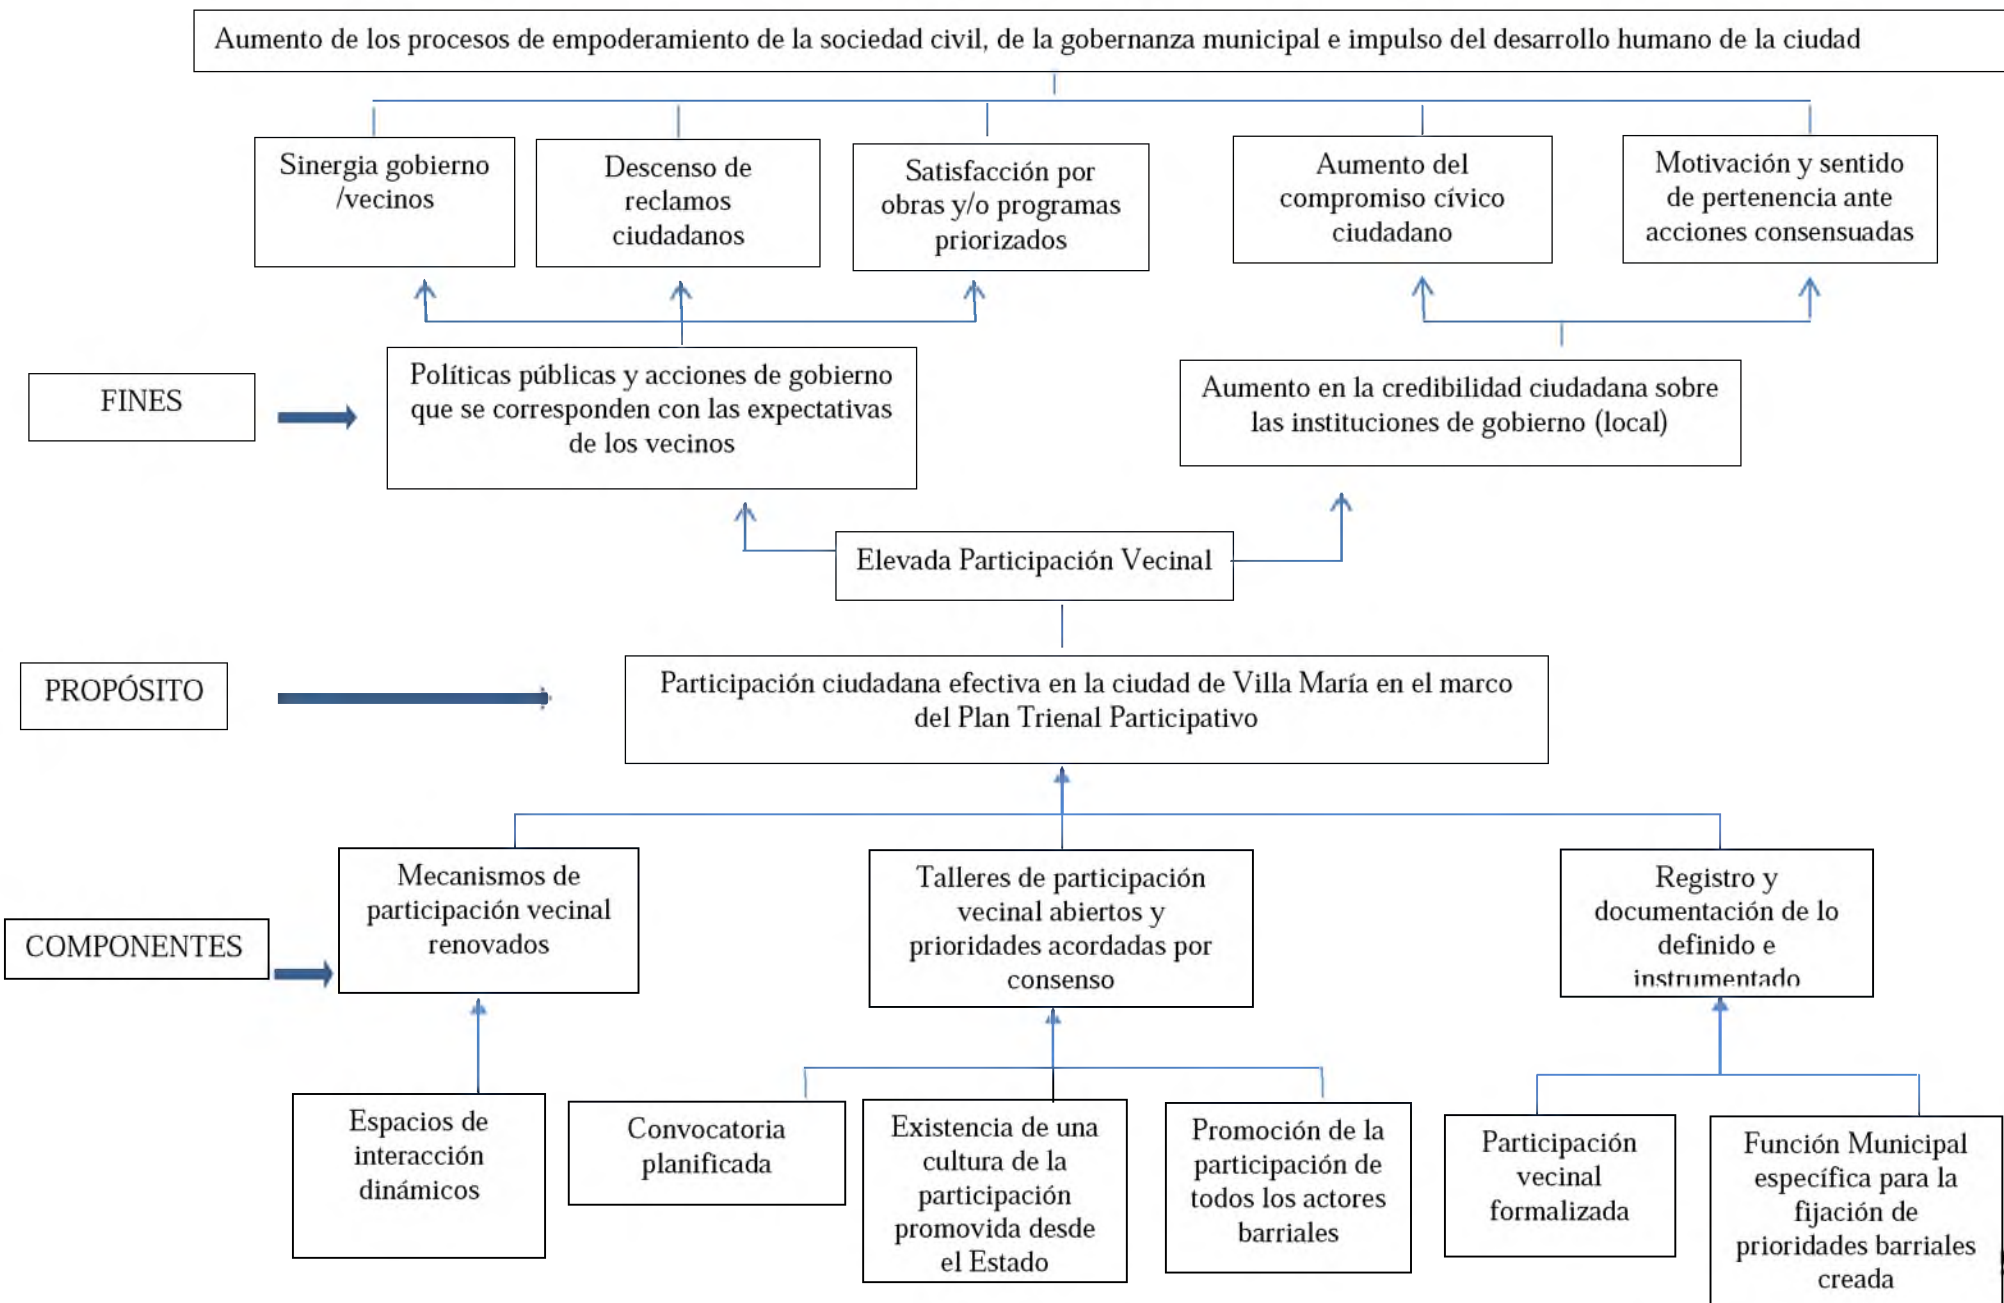 Aumento de los procesos de empoderamiento de la sociedad civil, de la gobernanza municipal e impulso del desarrollo humano de la ciudad
Sinergia gobierno
/vecinos
Descenso de
reclamos
ciudadanos
Satisfacción por
obras y/o programas
priorizados
Aumento del
compromiso cívico
ciudadano
Motivación y sentido
de pertenencia ante
acciones consensuadas
FINES
Políticas públicas y acciones de gobierno
que se corresponden con las expectativas
de los vecinos
Aumento en la credibilidad ciudadana sobre
las instituciones de gobierno (local)
Elevada Participación Vecinal
PROPÓSITO
Participación ciudadana efectiva en la ciudad de Villa María en el marco
del Plan Trienal Participativo
COMPONENTES
Mecanismos de
participación vecinal
renovados
Talleres de participación
vecinal abiertos y
prioridades acordadas por
consenso
Registro y
documentación de lo
definido e
instrumentado
Espacios de
interacción
dinámicos
Convocatoria
planificada
Existencia de una
cultura de la
participación
promovida desde
el Estado
Promoción de la
participación de
todos los actores
barriales
Participación
vecinal
formalizada
Función Municipal
específica para la
fijación de
prioridades barriales
creada